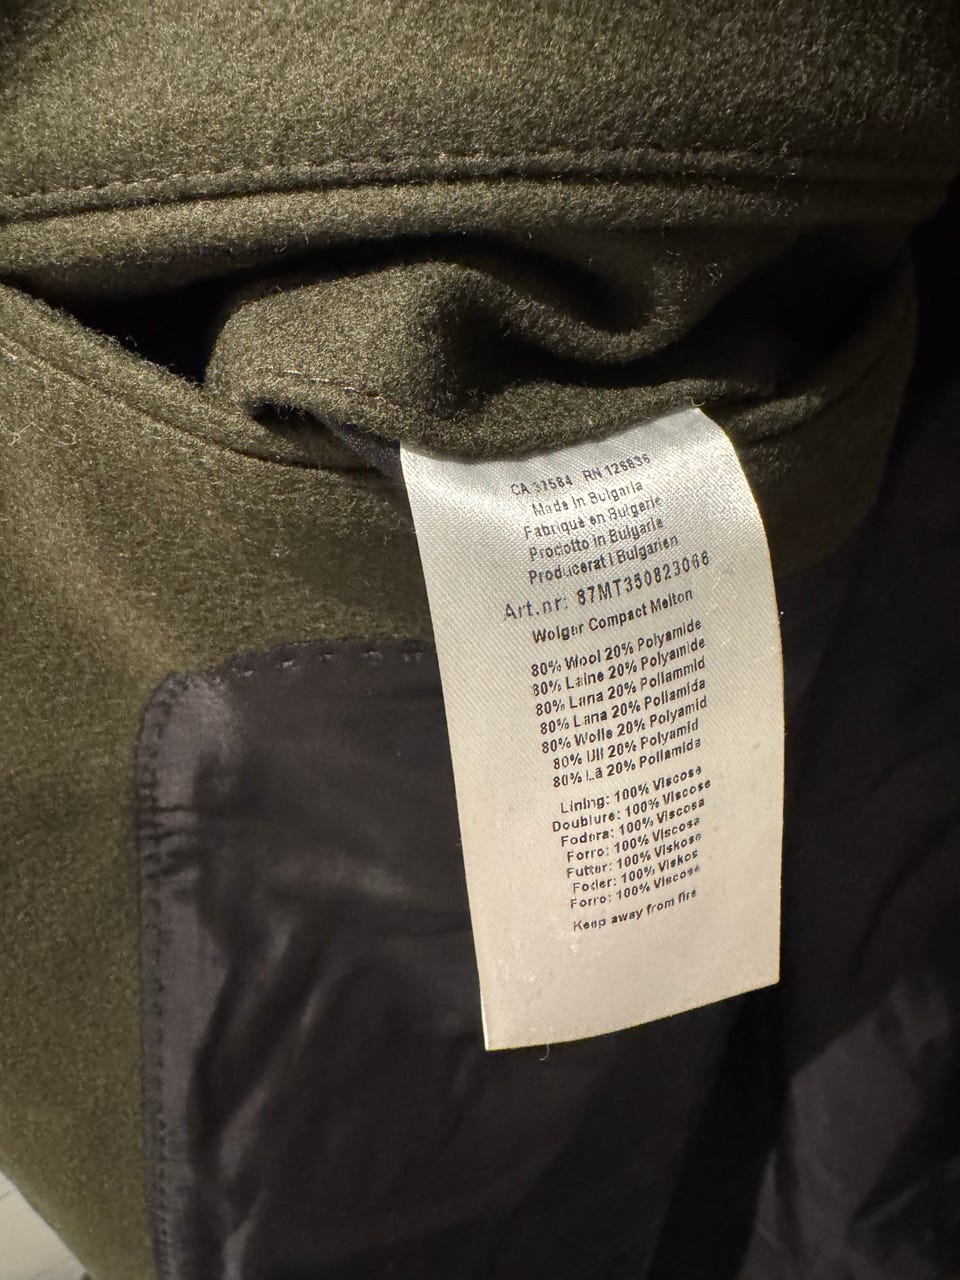 CA 37584 RN 126836
Made in Bulgaria
Fabriqué en Bulgarie
Prodotto in Bulgaria
Producerat i Bulgarien
Art.nr: 87MT350823066
Wolger Compact Melton
80% Wool 20% Polyamide
80% Laine 20% Polyamide
80% Lana 20% Poliammid
80% Lana 20% Poliamida
80% Wolle 20% Polyamid
80% Ull 20% Polyamid
80% Lã 20% Poliamida
Lining: 100% Viscose
Doublure: 100% Viscose
Fodera: 100% Viscosa
Forro: 100% Viscosa
Futter: 100% Viskose
Foder: 100% Viskos
Forro: 100% Viscose
Keep away from fire